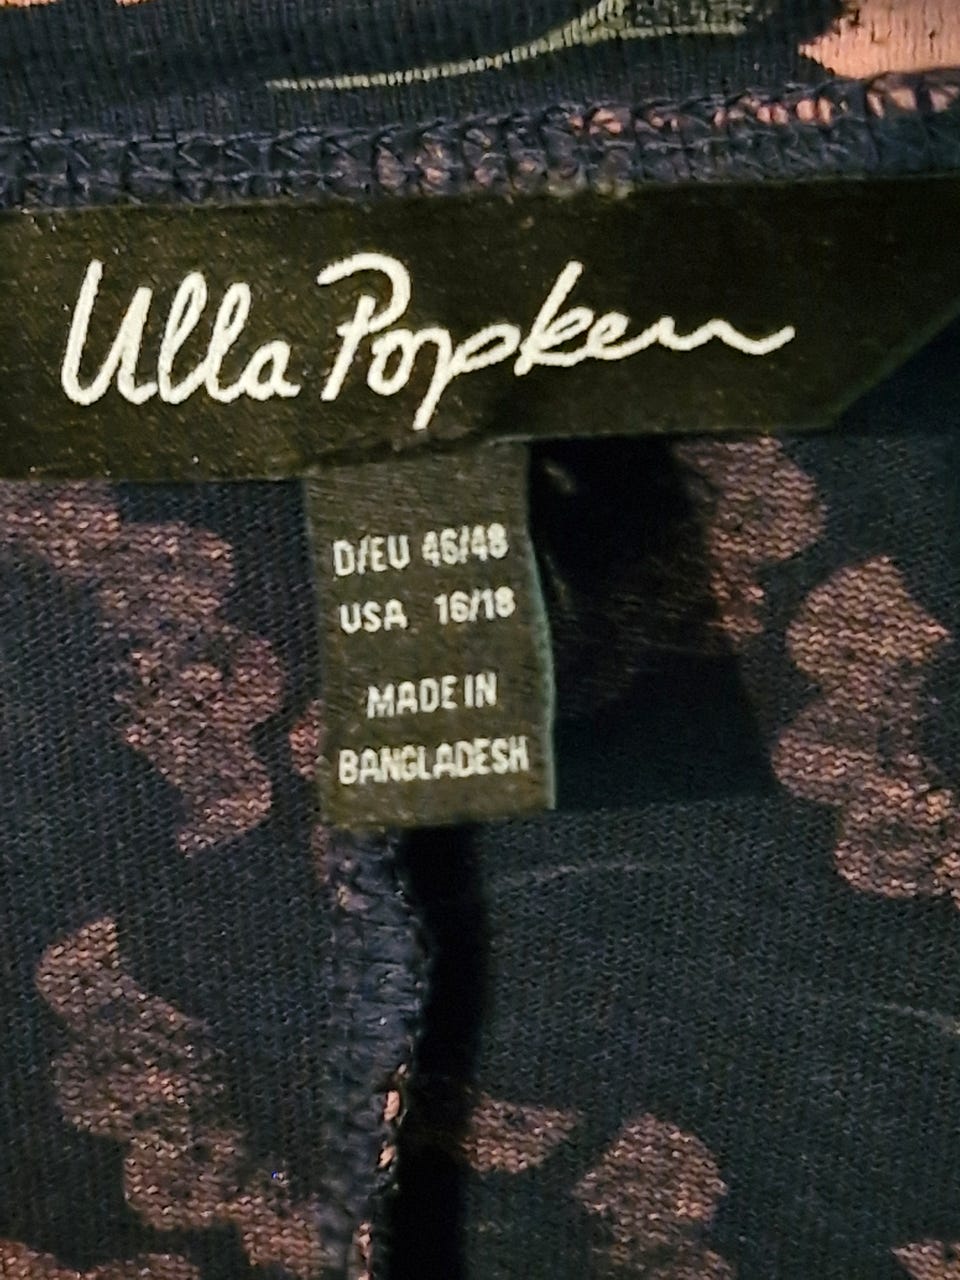 Ulla Popken
D/EU 46/48
USA 16/18
MADE IN
BANGLADESH